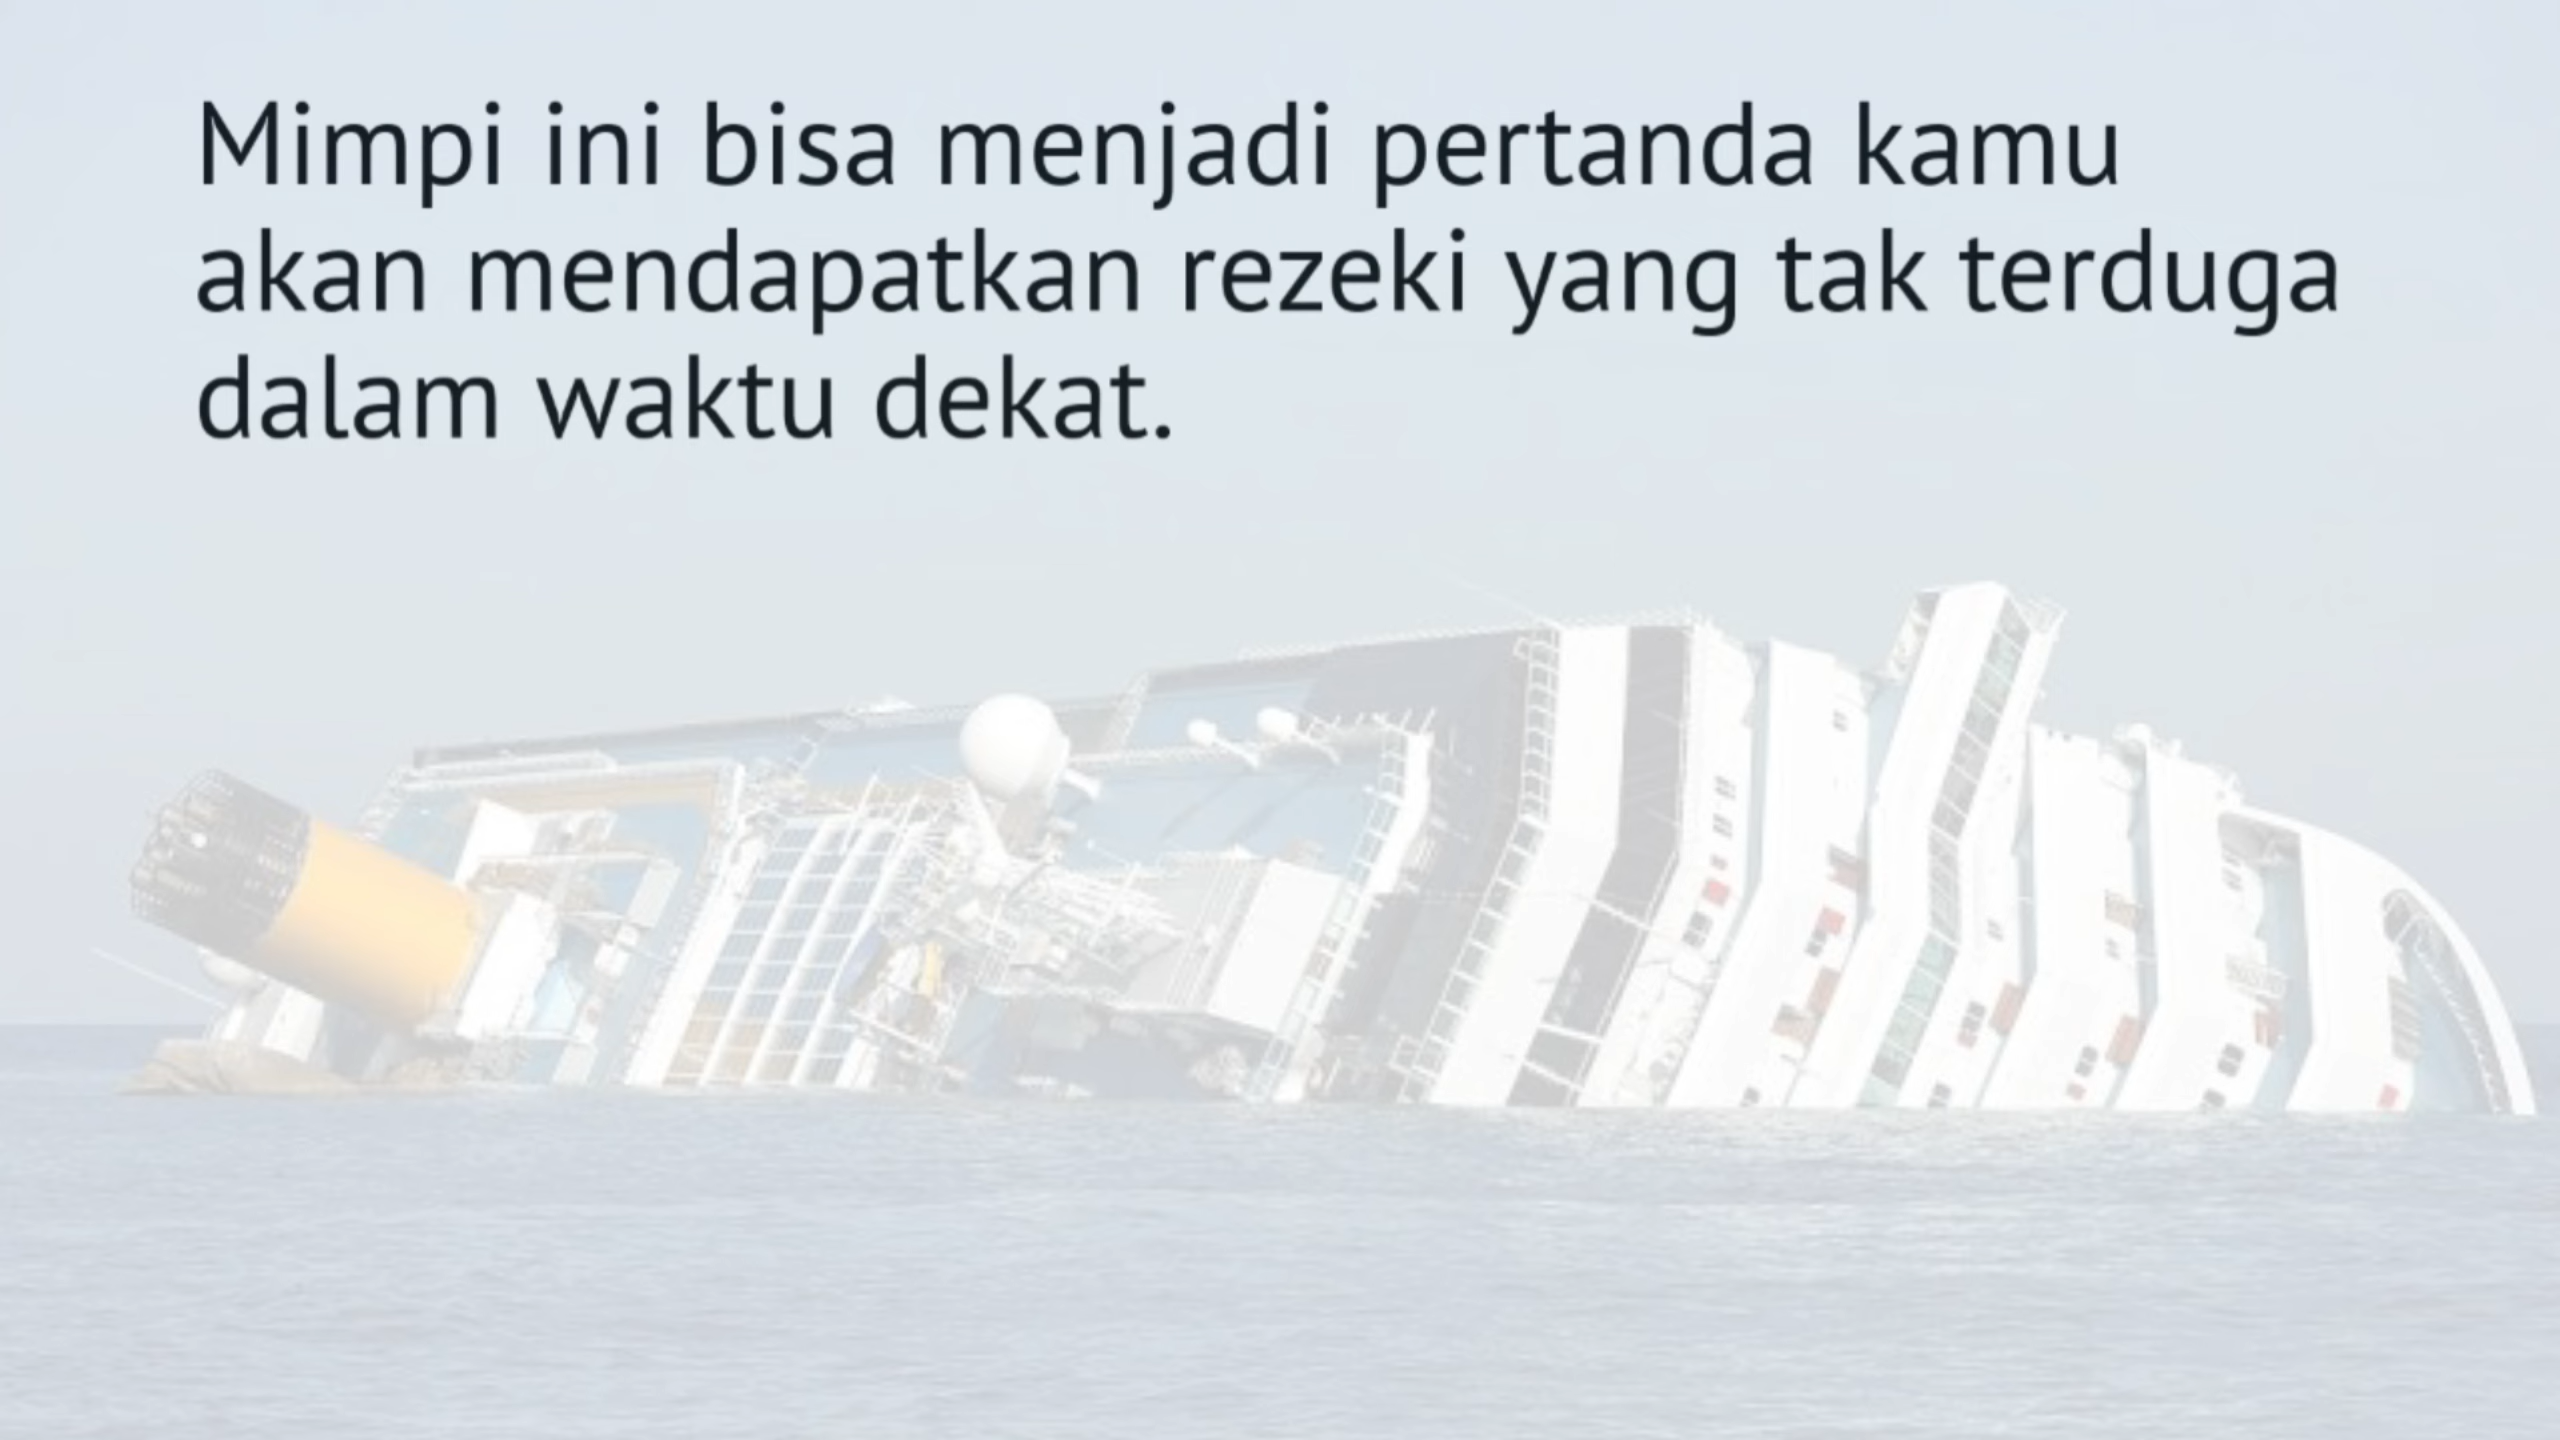 Mimpi ini bisa menjadi pertanda kamu
akan mendapatkan rezeki yang tak terduga
dalam waktu dekat.